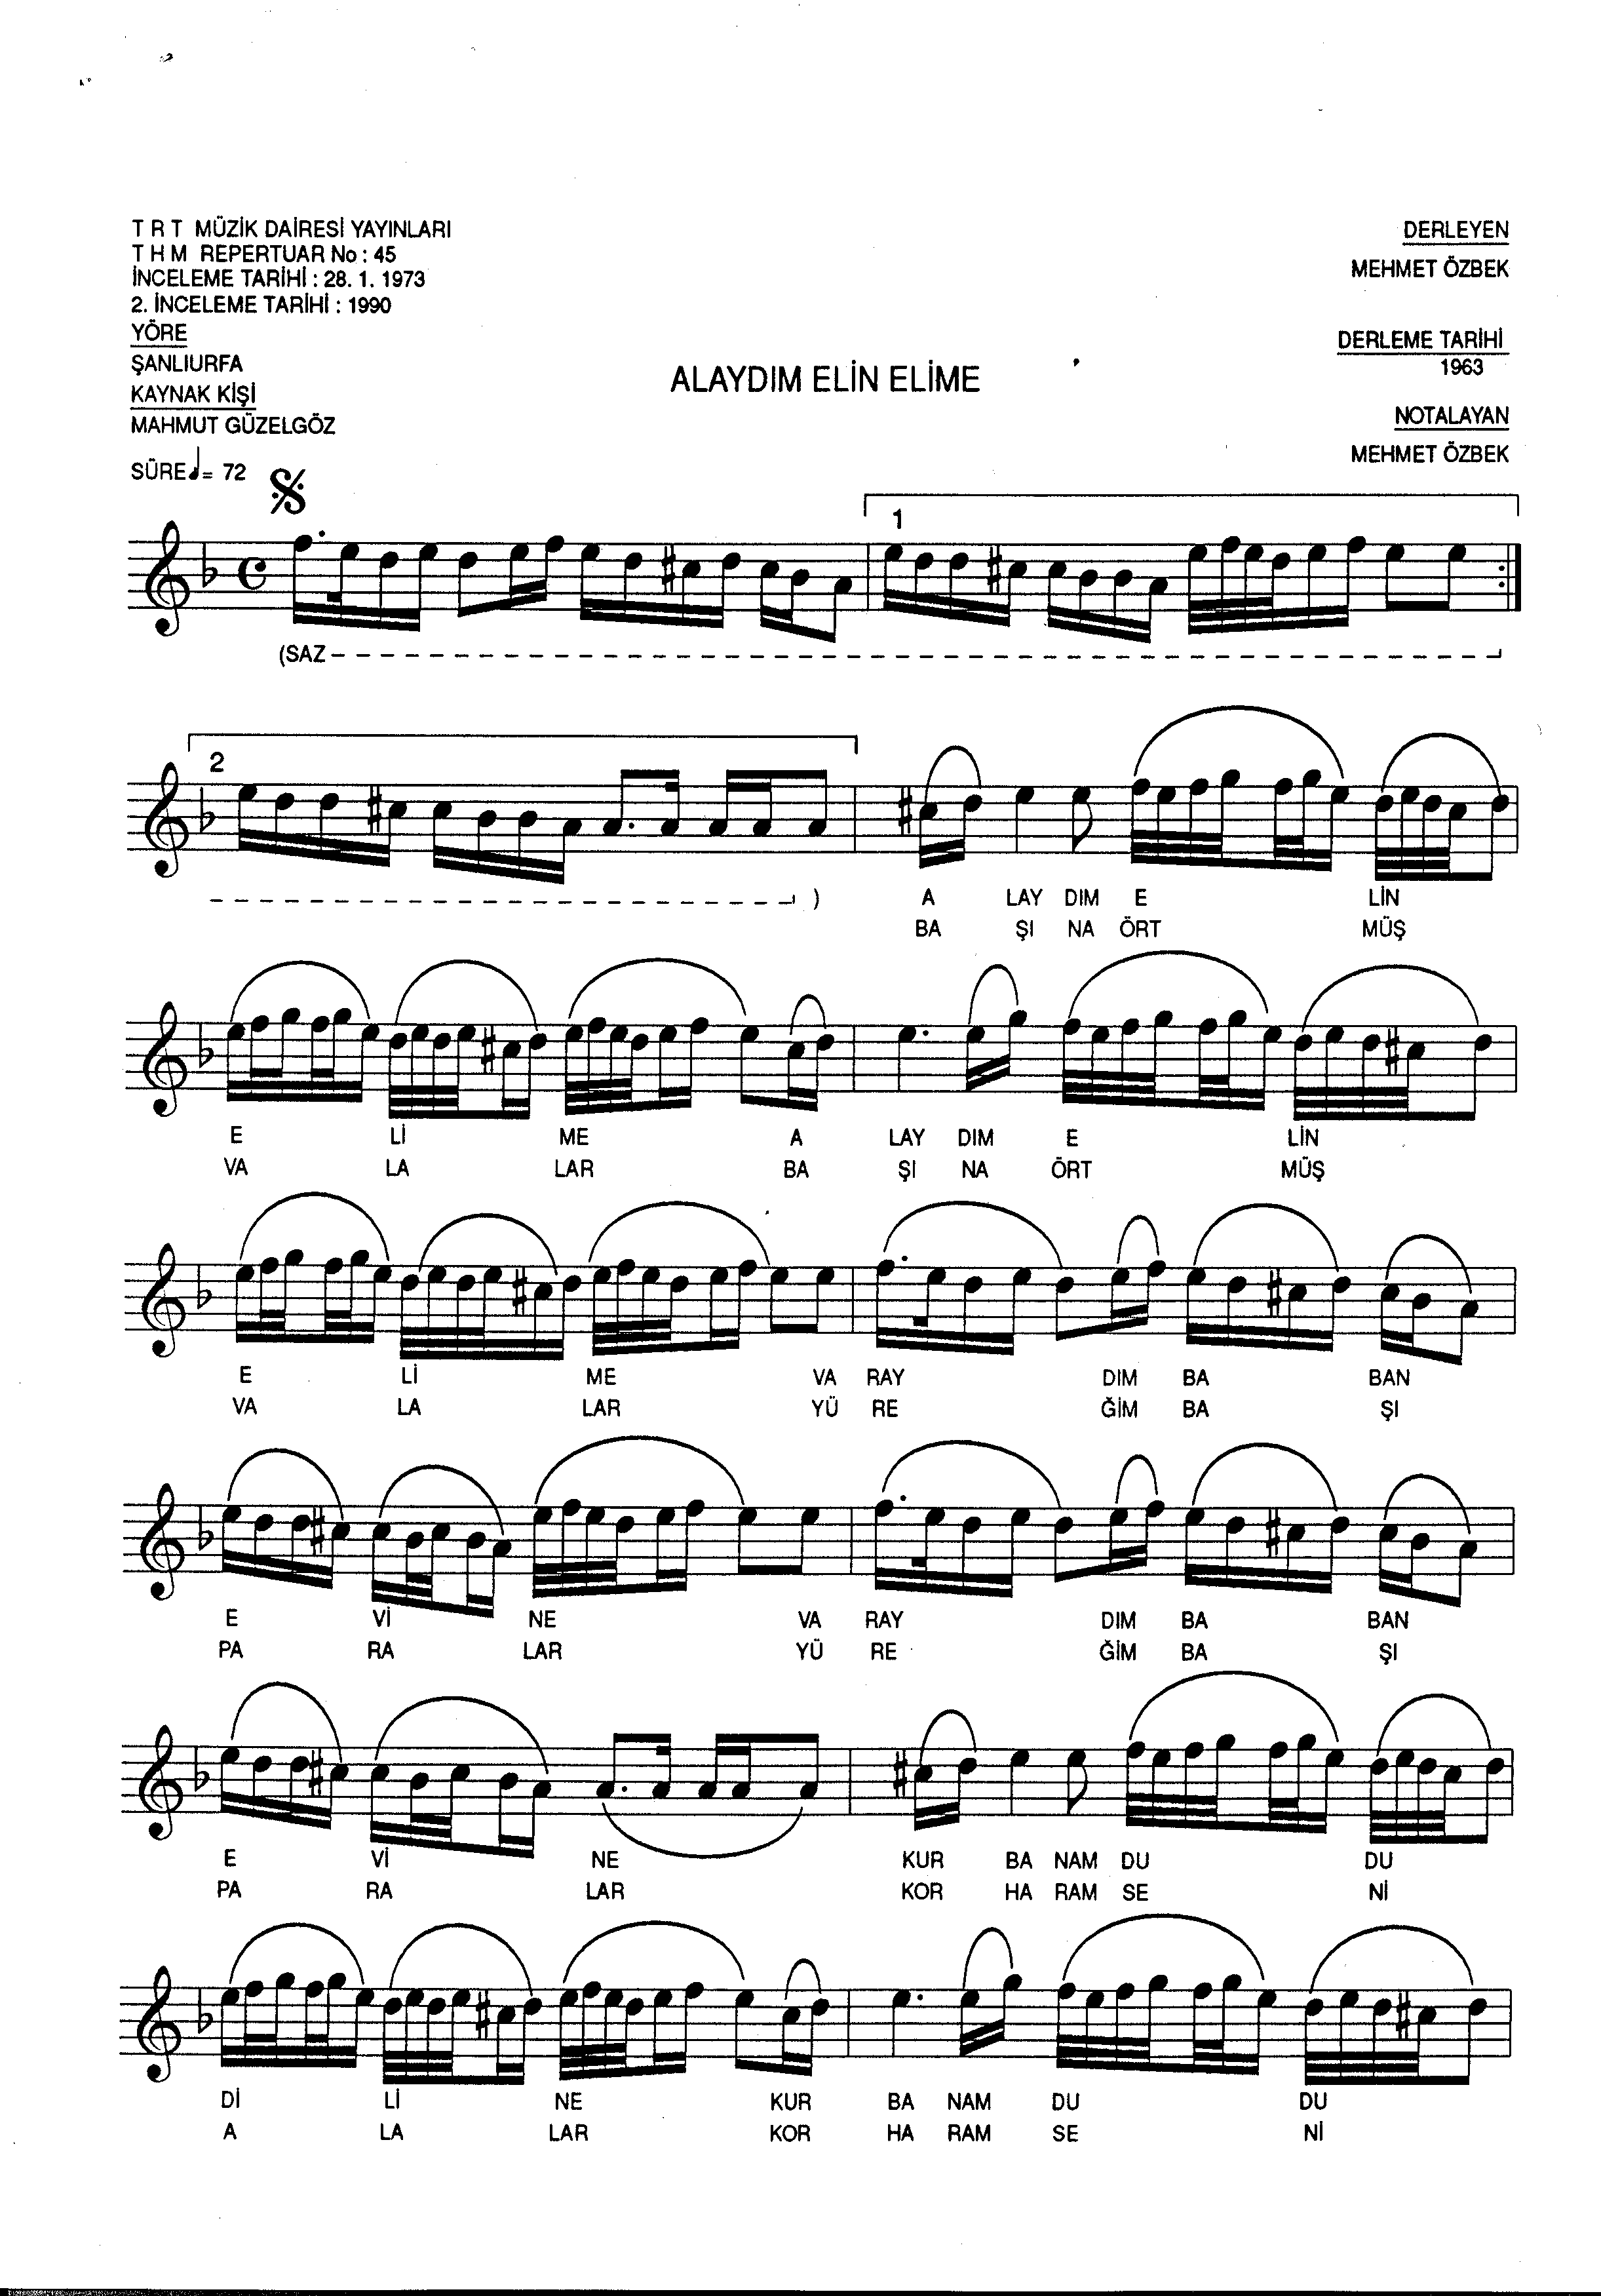 T R T MÜZİK DAİRESİ YAYINLARI
T H M REPERTUAR No : 45
İNCELEME TARİHİ : 28. 1. 1973
2. İNCELEME TARİHİ : 1990
YÖRE
ŞANLIURFA
KAYNAK KİŞİ
MAHMUT GÜZELGÖZ
SÜRE = 72
DERLEYEN
MEHMET ÖZBEK
DERLEME TARİHİ
1963
NOTALAYAN
MEHMET ÖZBEK
ALAYDIM ELİN ELİME
1
(SAZ
2
)
A LAY DIM E LİN
BA ŞI NA ÖRT MÜŞ
E Lİ ME A LAY DIM E LİN
VA LA LAR BA ŞI NA ÖRT MÜŞ
E Lİ ME VA RAY DIM BA BAN
VA LA LAR YÜ RE ĞİM BA ŞI
E Vİ NE VA RAY DIM BA BAN
PA RA LAR YÜ RE ĞİM BA ŞI
E Vİ NE KUR BA NAM DU DU
PA RA LAR KOR HA RAM SE Nİ
Dİ Lİ NE KUR BA NAM DU DU
A LA LAR KOR HA RAM SE Nİ